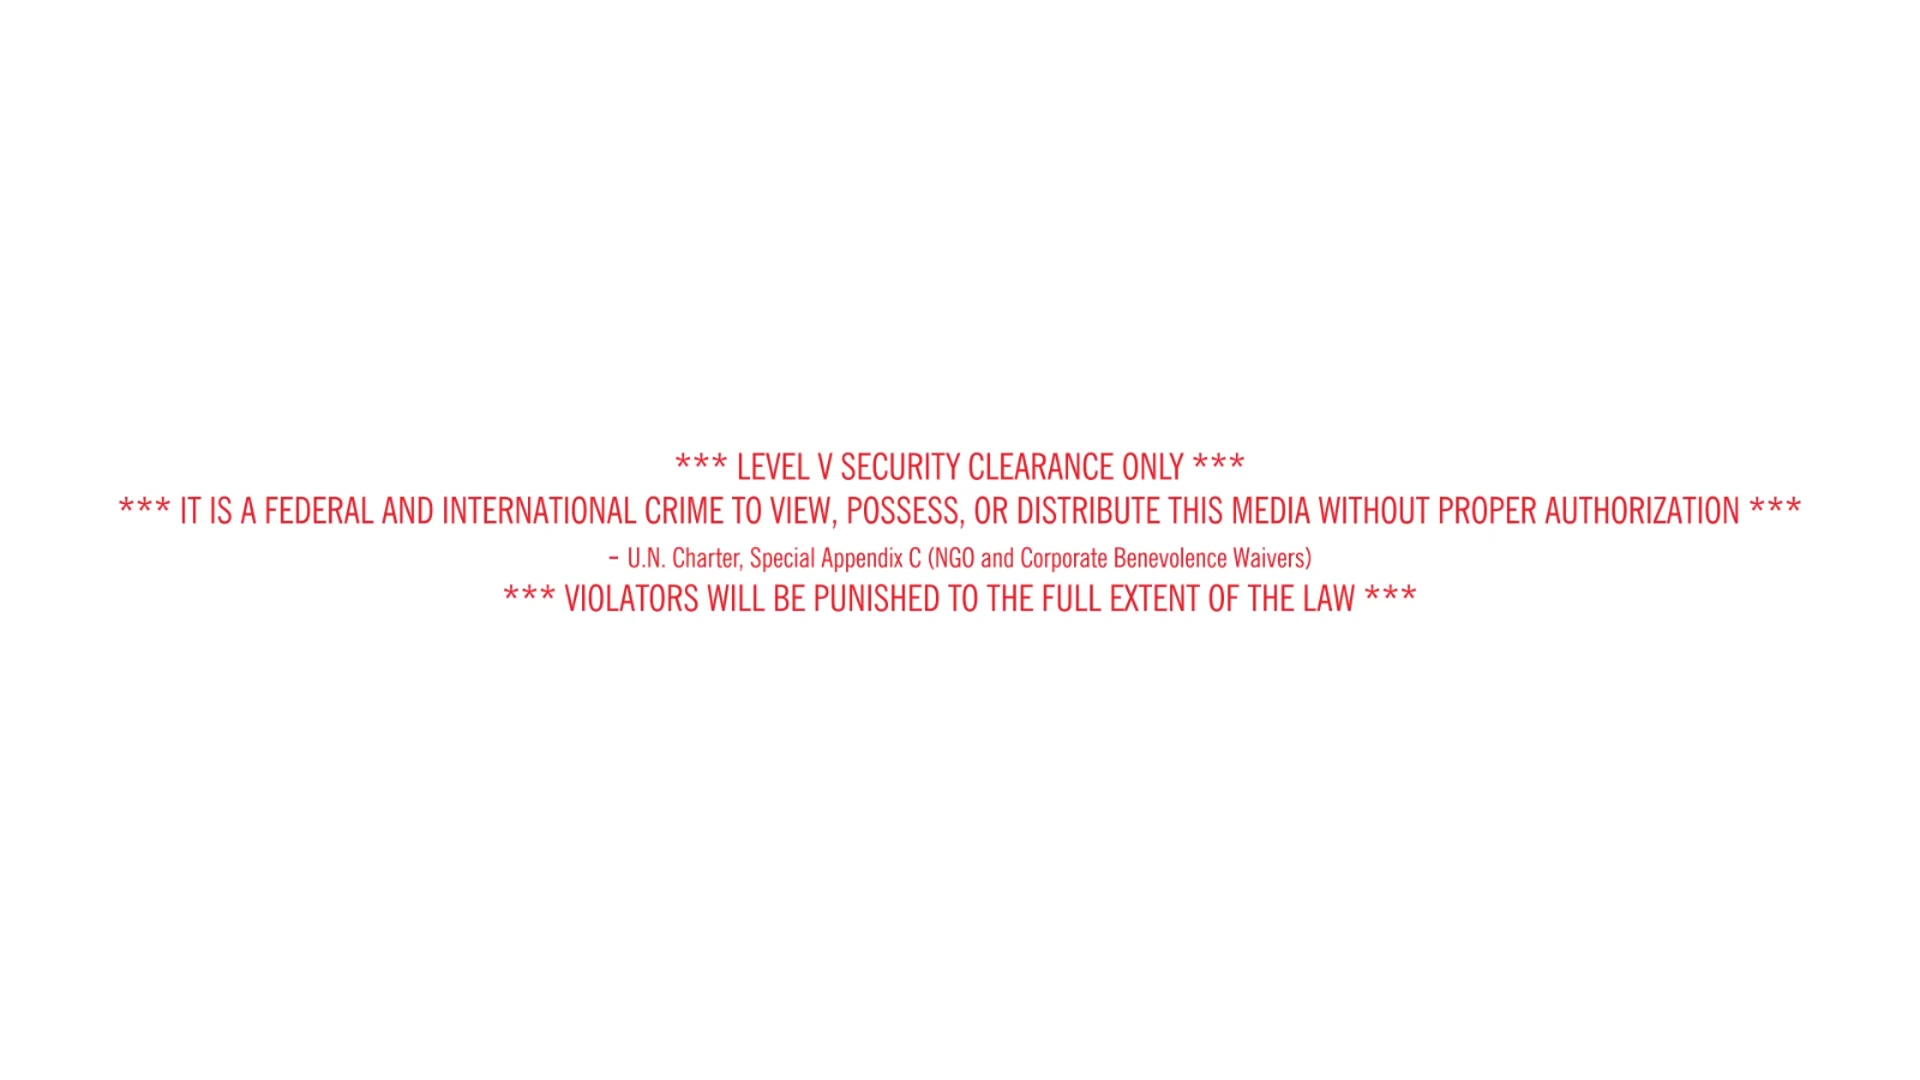 *** LEVEL V SECURITY CLEARANCE ONLY ***
*** IT IS A FEDERAL AND INTERNATIONAL CRIME TO VIEW, POSSESS, OR DISTRIBUTE THIS MEDIA WITHOUT PROPER AUTHORIZATION ***
– U.N. Charter, Special Appendix C (NGO and Corporate Benevolence Waivers)
*** VIOLATORS WILL BE PUNISHED TO THE FULL EXTENT OF THE LAW ***